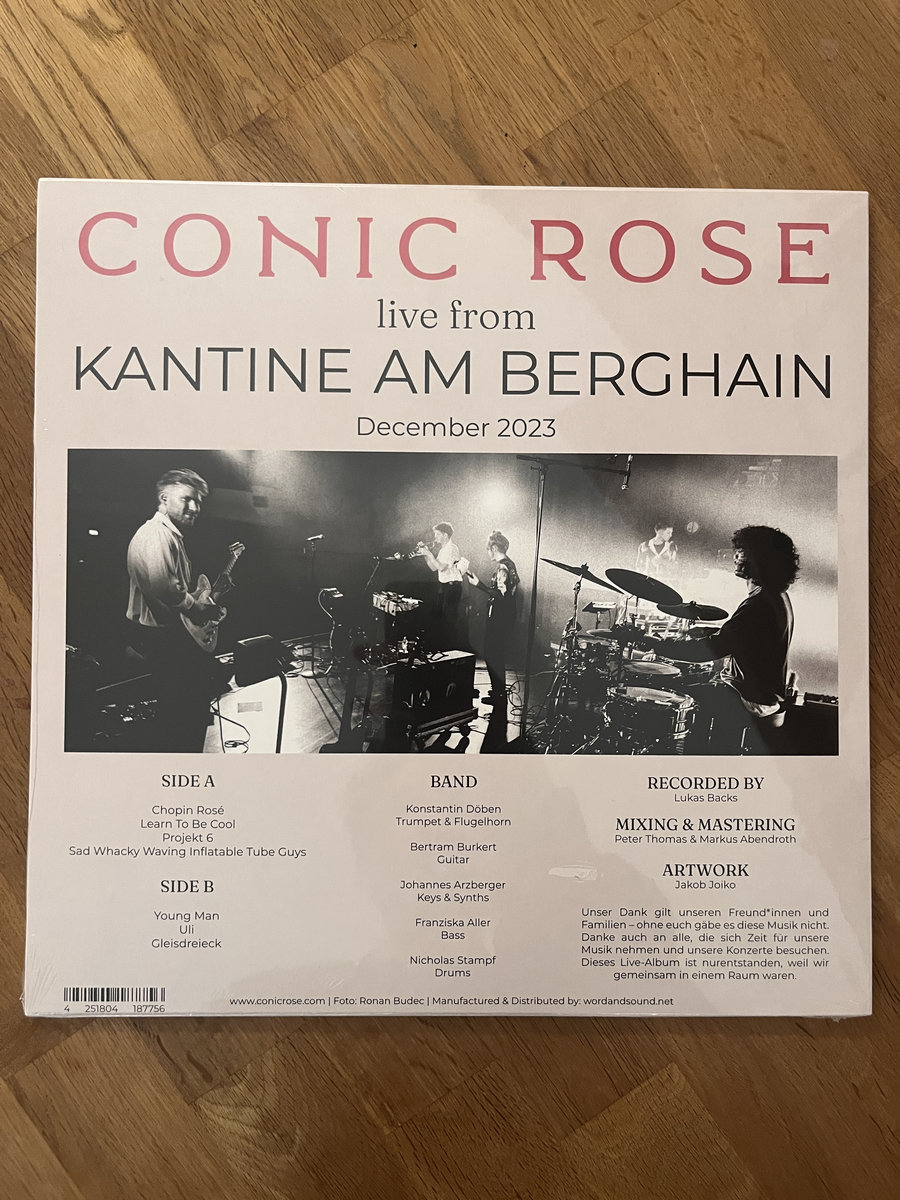 CONIC ROSE
live from
KANTINE AM BERGHAIN
December 2023
SIDE A
Chopin Rosé
Learn To Be Cool
Projekt 6
Sad Whacky Waving Inflatable Tube Guys
SIDE B
Young Man
Uli
Gleisdreieck
BAND
Konstantin Döben
Trumpet & Flugelhorn
Bertram Burkert
Guitar
Johannes Arzberger
Keys & Synths
Franziska Aller
Bass
Nicholas Stampf
Drums
RECORDED BY
Lukas Backs
MIXING & MASTERING
Peter Thomas & Markus Abendroth
ARTWORK
Jakob Joiko
Unser Dank gilt unseren Freund*innen und
Familien – ohne euch gäbe es diese Musik nicht.
Danke auch an alle, die sich Zeit für unsere
Musik nehmen und unsere Konzerte besuchen.
Dieses Live-Album ist nurentstanden, weil wir
gemeinsam in einem Raum waren.
4 251804 187756
www.conicrose.com | Foto: Ronan Budec | Manufactured & Distributed by: wordandsound.net